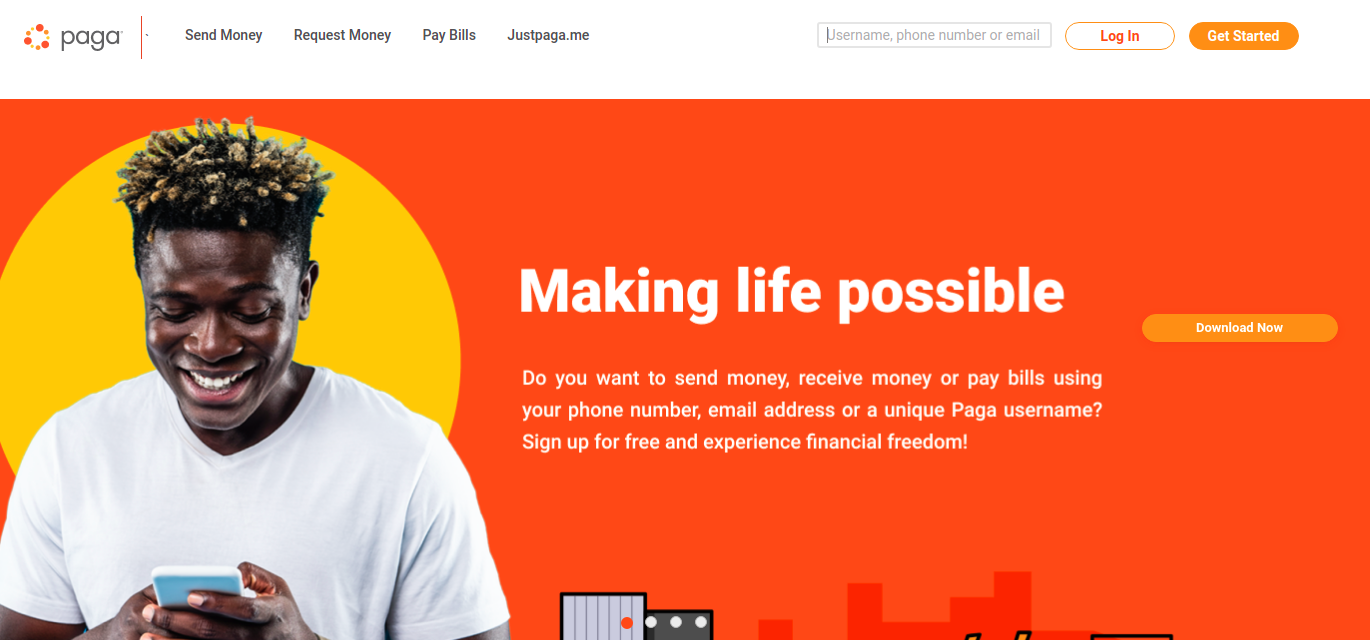 paga
Send Money Request Money Pay Bills Justpaga.me
Username, phone number or email Log In Get Started
Making life possible
Download Now
Do you want to send money, receive money or pay bills using
your phone number, email address or a unique Paga username?
Sign up for free and experience financial freedom!